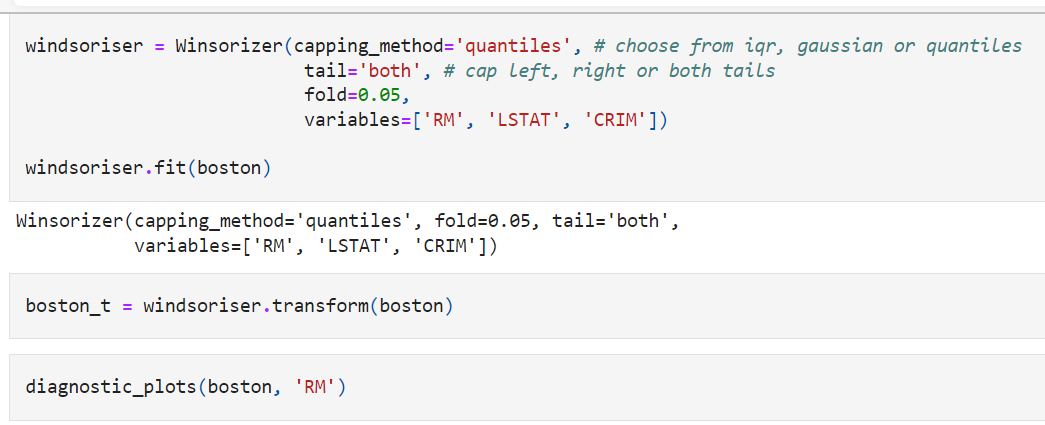 windsoriser = Winsorizer(capping_method='quantiles', # choose from iqr, gaussian or quantiles
tail='both', # cap left, right or both tails
fold=0.05,
variables=['RM', 'LSTAT', 'CRIM'])
windsoriser.fit(boston)
Winsorizer(capping_method='quantiles', fold=0.05, tail='both',
variables=['RM', 'LSTAT', 'CRIM'])
boston_t = windsoriser.transform(boston)
diagnostic_plots(boston, 'RM')